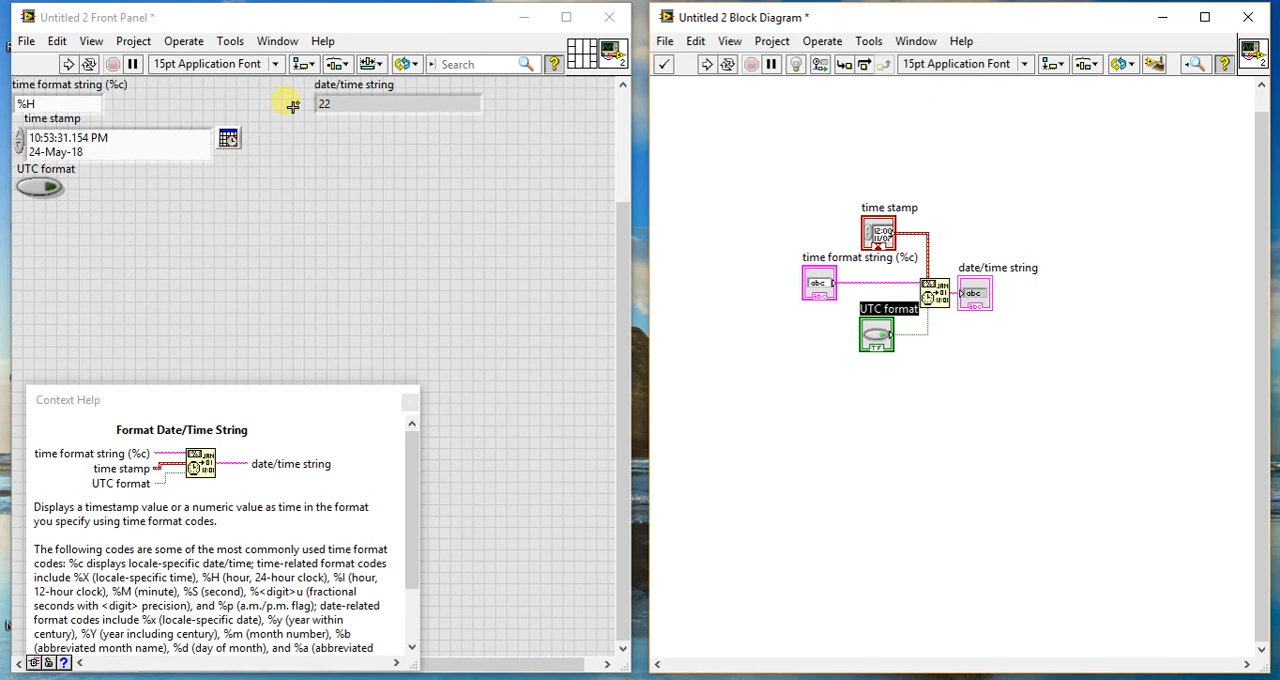 Untitled 2 Front Panel *
File Edit View Project Operate Tools Window Help
15pt Application Font
Search
?
2
time format string (%c)
%H
date/time string
22
time stamp
10:53:31.154 PM
24-May-18
UTC format
Context Help
Format Date/Time String
time format string (%c)
time stamp
UTC format
date/time string
Displays a timestamp value or a numeric value as time in the format
you specify using time format codes.
The following codes are some of the most commonly used time format
codes: %c displays locale-specific date/time; time-related format codes
include %X (locale-specific time), %H (hour, 24-hour clock), %I (hour,
12-hour clock), %M (minute), %S (second), %<digit>u (fractional
seconds with <digit> precision), and %p (a.m./p.m. flag); date-related
format codes include %x (locale-specific date), %y (year within
century), %Y (year including century), %m (month number), %b
(abbreviated month name), %d (day of month), and %a (abbreviated
?
Untitled 2 Block Diagram *
File Edit View Project Operate Tools Window Help
15pt Application Font
?
2
time stamp
time format string (%c)
abc
date/time string
abc
UTC format
TF